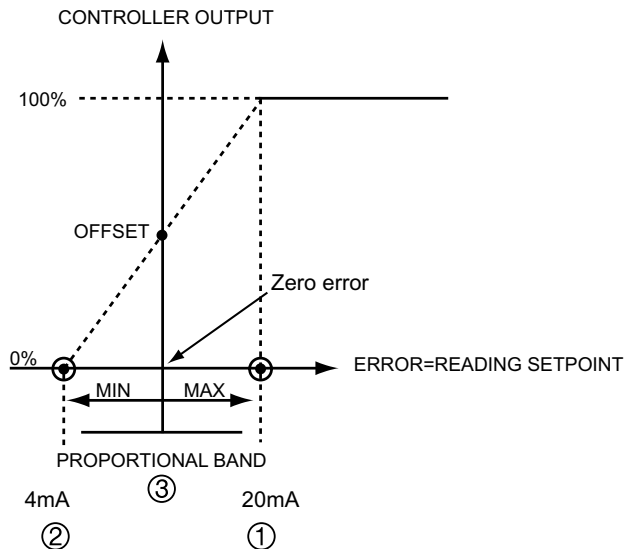 CONTROLLER OUTPUT
100%
OFFSET
Zero error
0%
ERROR=READING SETPOINT
MIN MAX
PROPORTIONAL BAND
③
4mA 20mA
② ①